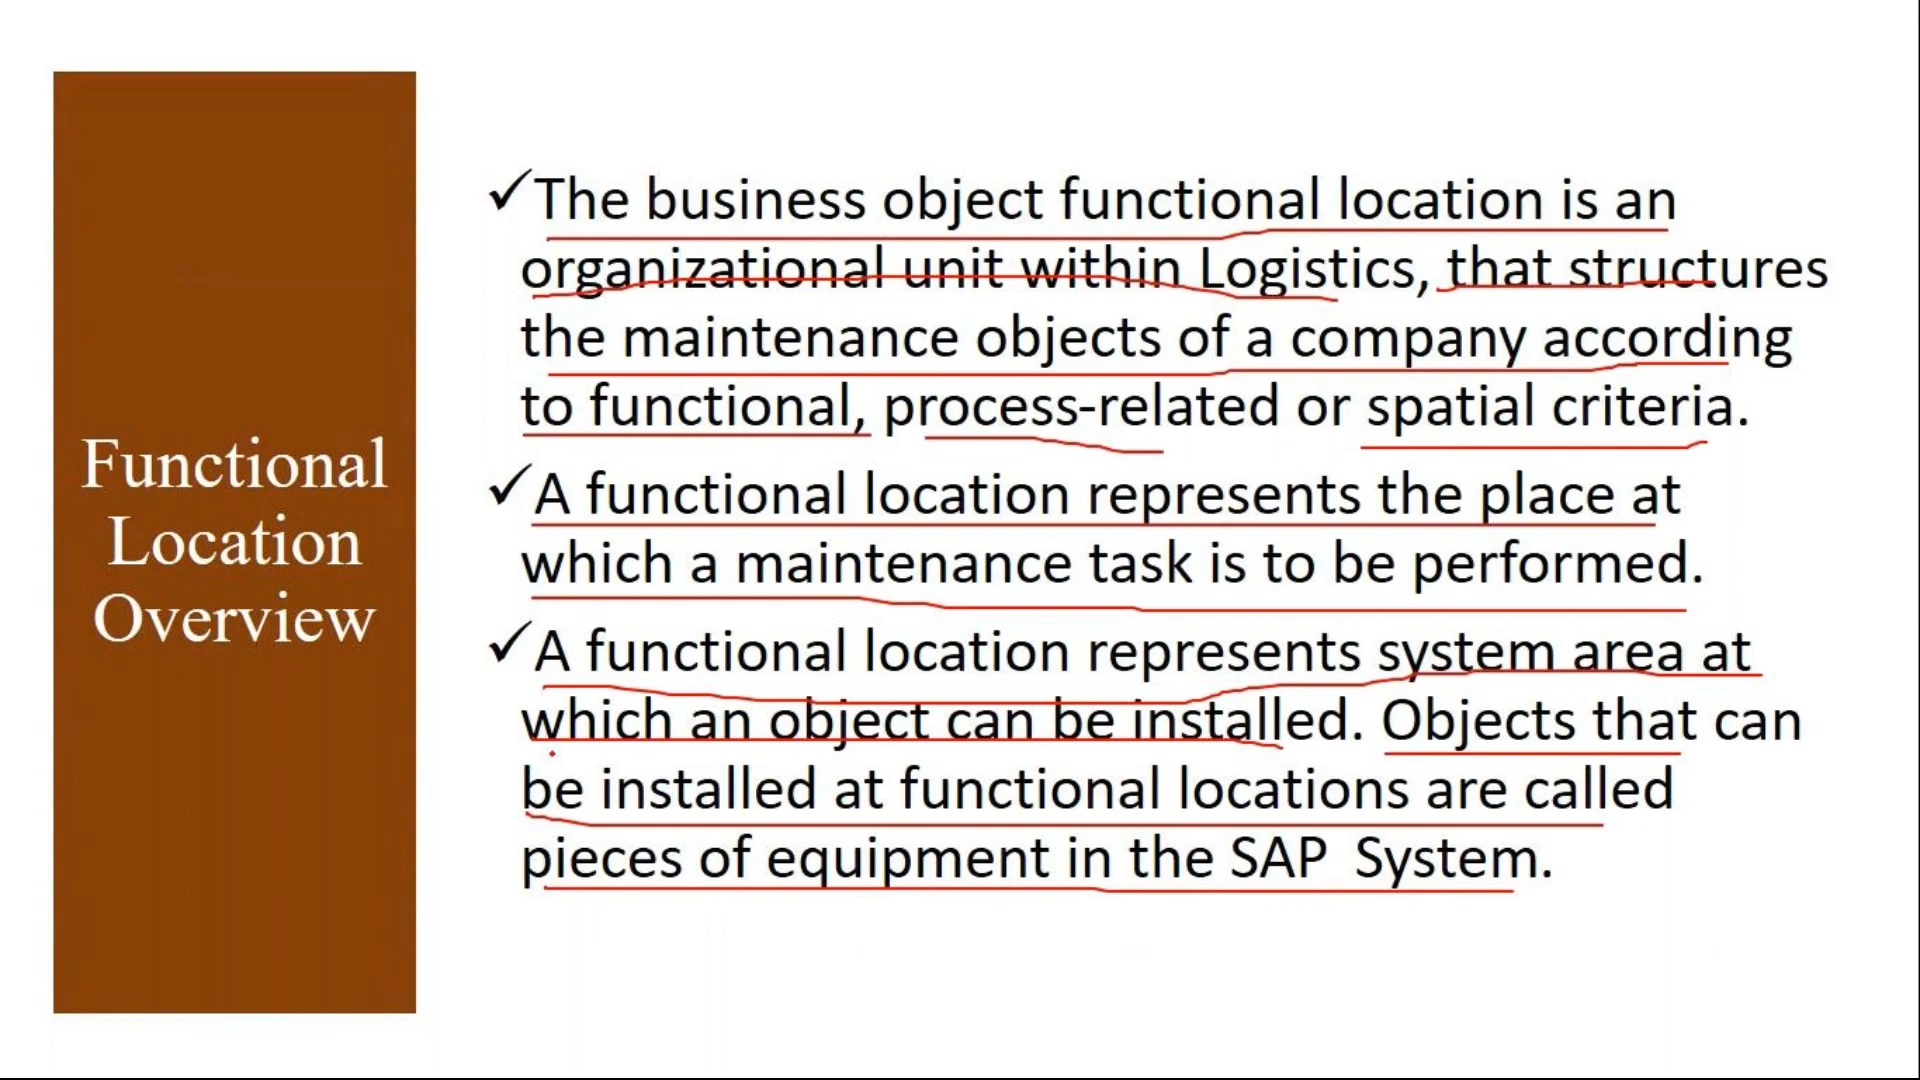 Functional
Location
Overview
✓The business object functional location is an
organizational unit within Logistics, that structures
the maintenance objects of a company according
to functional, process-related or spatial criteria.
✓A functional location represents the place at
which a maintenance task is to be performed.
✓A functional location represents system area at
which an object can be installed. Objects that can
be installed at functional locations are called
pieces of equipment in the SAP  System.